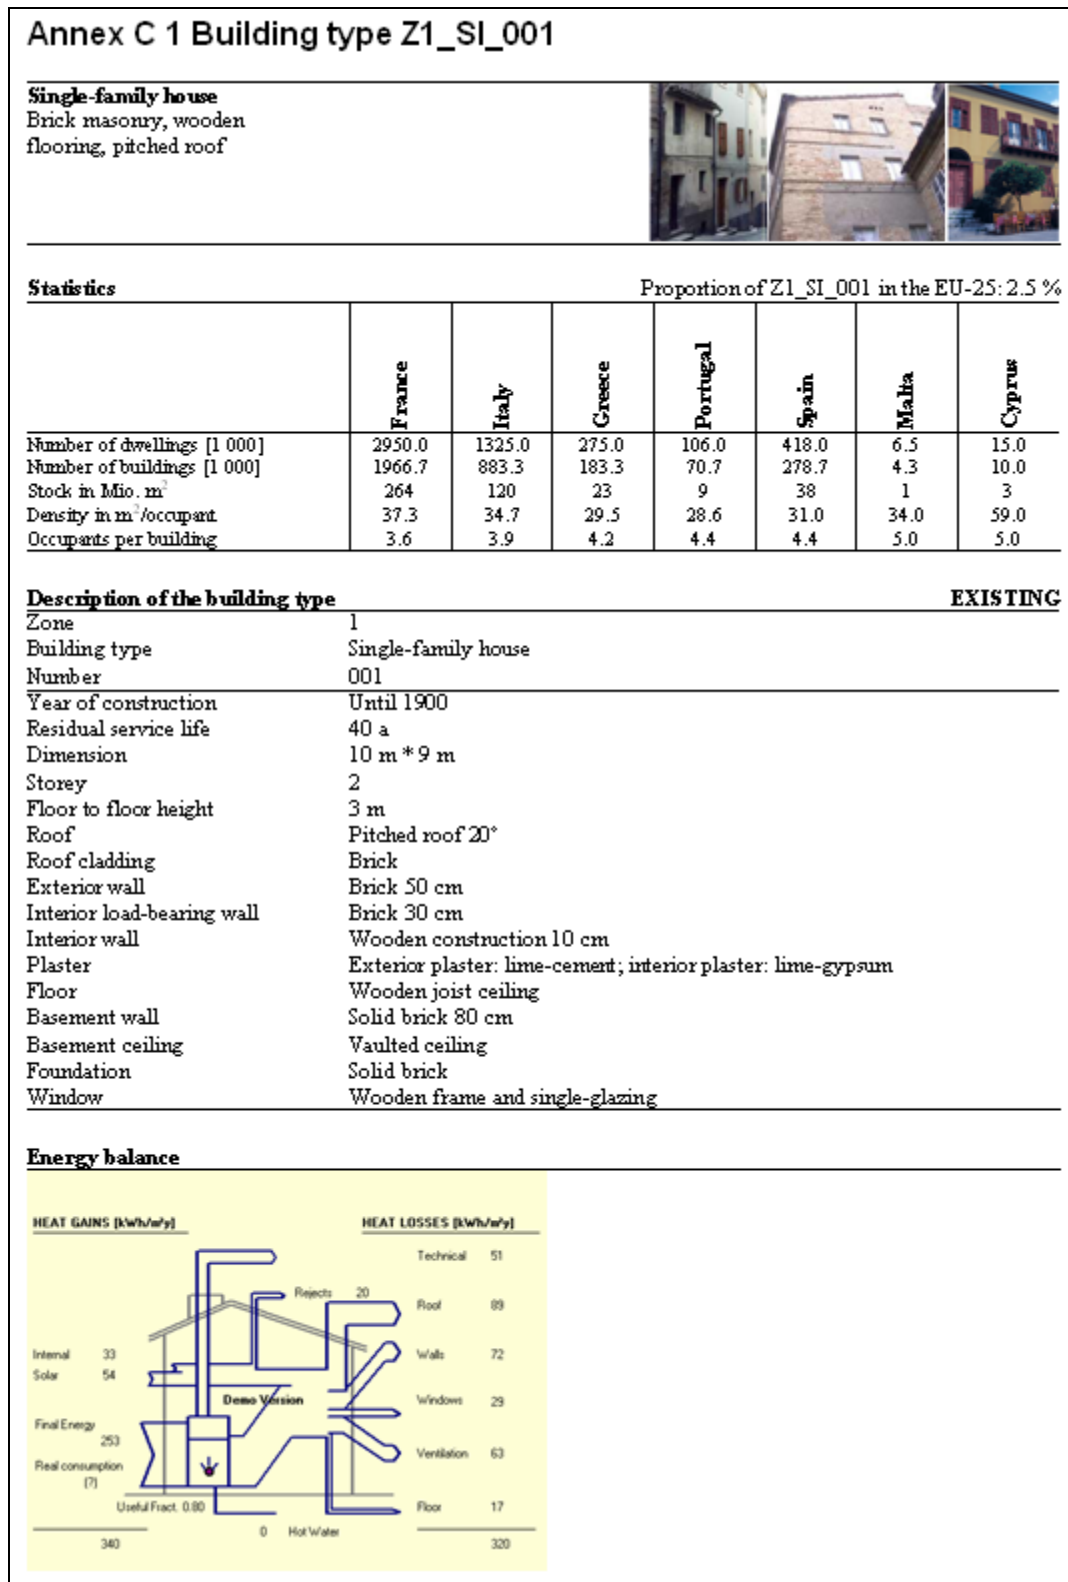 Annex C 1 Building type Z1_SI_001
Single-family house
Brick masonry, wooden
flooring, pitched roof
Statistics Proportion of Z1_SI_001 in the EU-25: 2.5 %
France Italy Greece Portugal Spain Malta Cyprus
Number of dwellings [1 000] 2950.0 1325.0 275.0 106.0 418.0 6.5 15.0
Number of buildings [1 000] 1966.7 883.3 183.3 70.7 278.7 4.3 10.0
Stock in Mio. m² 264 120 23 9 38 1 3
Density in m²/occupant 37.3 34.7 29.5 28.6 31.0 34.0 59.0
Occupants per building 3.6 3.9 4.2 4.4 4.4 5.0 5.0
Description of the building type EXISTING
Zone 1
Building type Single-family house
Number 001
Year of construction Until 1900
Residual service life 40 a
Dimension 10 m * 9 m
Storey 2
Floor to floor height 3 m
Roof Pitched roof 20°
Roof cladding Brick
Exterior wall Brick 50 cm
Interior load-bearing wall Brick 30 cm
Interior wall Wooden construction 10 cm
Plaster Exterior plaster: lime-cement; interior plaster: lime-gypsum
Floor Wooden joist ceiling
Basement wall Solid brick 80 cm
Basement ceiling Vaulted ceiling
Foundation Solid brick
Window Wooden frame and single-glazing
Energy balance
HEAT GAINS [kWh/m²y] HEAT LOSSES [kWh/m²y]
Technical 51
Rejects 20
Roof 89
Internal 33
Walls 72
Solar 54
Demo Version
Windows 29
Final Energy
253
Ventilation 63
Real consumption
(?)
Useful Fract. 0.80
Floor 17
0 Hot Water
340 320